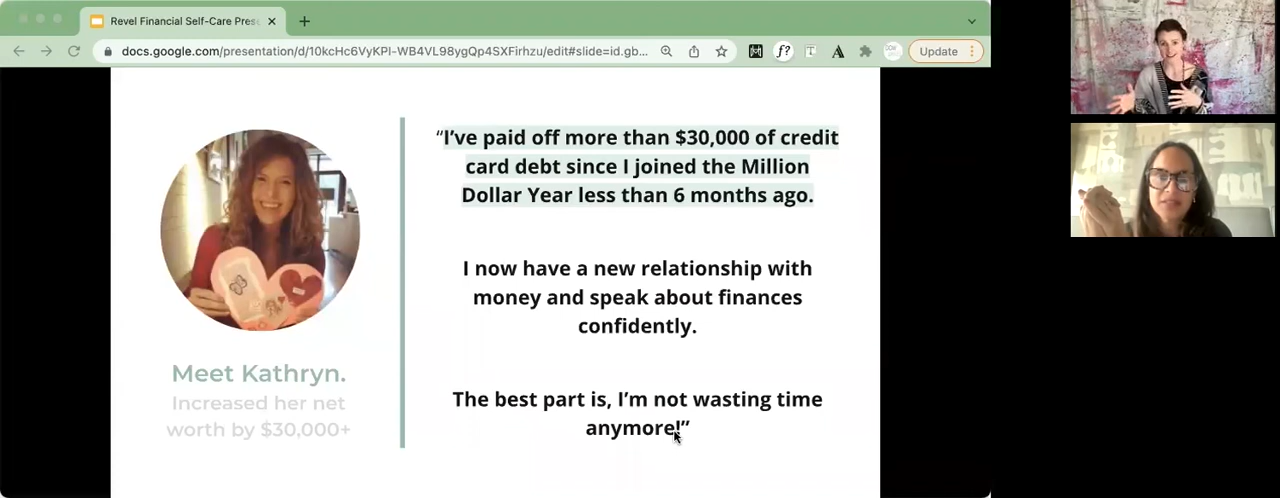 Revel Financial Self-Care Pres
docs.google.com/presentation/d/10kcHc6VyKPI-WB4VL98ygQp4SXFirhzu/edit#slide=id.gb...
Update
“I’ve paid off more than $30,000 of credit
card debt since I joined the Million
Dollar Year less than 6 months ago.
I now have a new relationship with
money and speak about finances
confidently.
The best part is, I’m not wasting time
anymore!”
Meet Kathryn.
Increased her net
worth by $30,000+